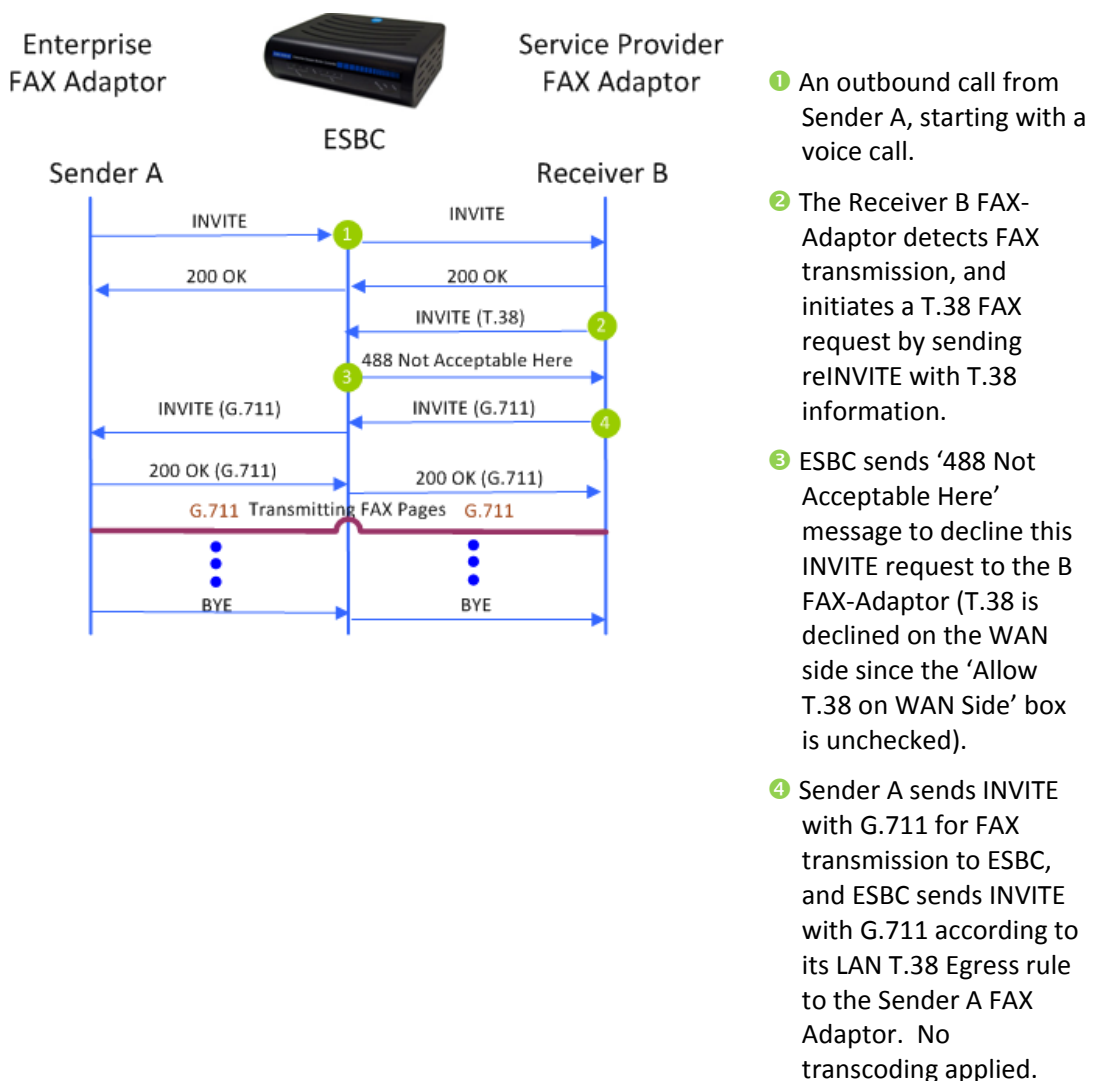 Enterprise
FAX Adaptor
Service Provider
FAX Adaptor
ESBC
Sender A
Receiver B
INVITE
1
INVITE
200 OK
200 OK
INVITE (T.38)
2
488 Not Acceptable Here
3
INVITE (G.711)
INVITE (G.711)
4
200 OK (G.711)
200 OK (G.711)
G.711 Transmitting FAX Pages G.711
BYE
BYE
❶ An outbound call from
Sender A, starting with a
voice call.
❷ The Receiver B FAX-
Adaptor detects FAX
transmission, and
initiates a T.38 FAX
request by sending
reINVITE with T.38
information.
❸ ESBC sends ‘488 Not
Acceptable Here’
message to decline this
INVITE request to the B
FAX-Adaptor (T.38 is
declined on the WAN
side since the ‘Allow
T.38 on WAN Side’ box
is unchecked).
❹ Sender A sends INVITE
with G.711 for FAX
transmission to ESBC,
and ESBC sends INVITE
with G.711 according to
its LAN T.38 Egress rule
to the Sender A FAX
Adaptor. No
transcoding applied.